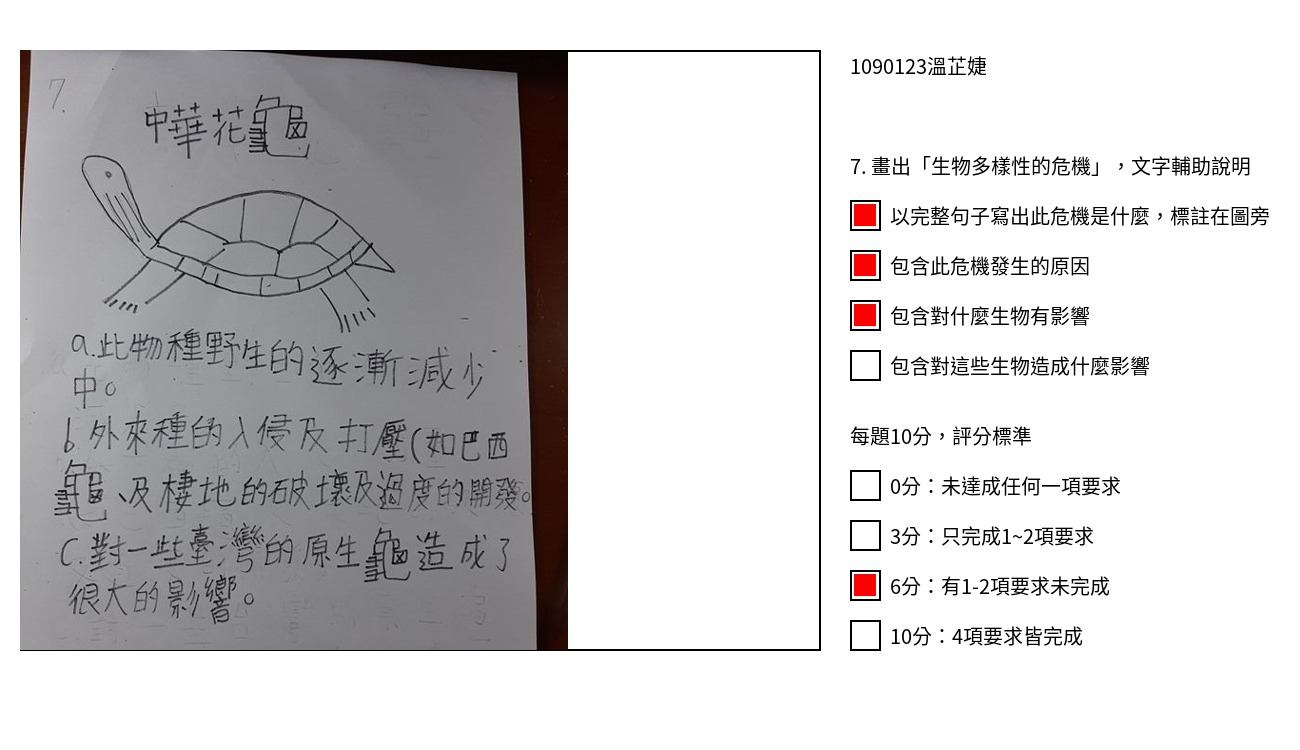 7.
中華花龜
a.此物種野生的逐漸減少
中。
b.外來種的入侵及打壓(如巴西
龜、及棲地的破壞及過度的開發。
C.對一些臺灣的原生龜造成了
很大的影響。
1090123溫芷婕
7. 畫出「生物多樣性的危機」，文字輔助說明
以完整句子寫出此危機是什麼，標註在圖旁
包含此危機發生的原因
包含對什麼生物有影響
包含對這些生物造成什麼影響
每題10分，評分標準
0分：未達成任何一項要求
3分：只完成1~2項要求
6分：有1-2項要求未完成
10分：4項要求皆完成